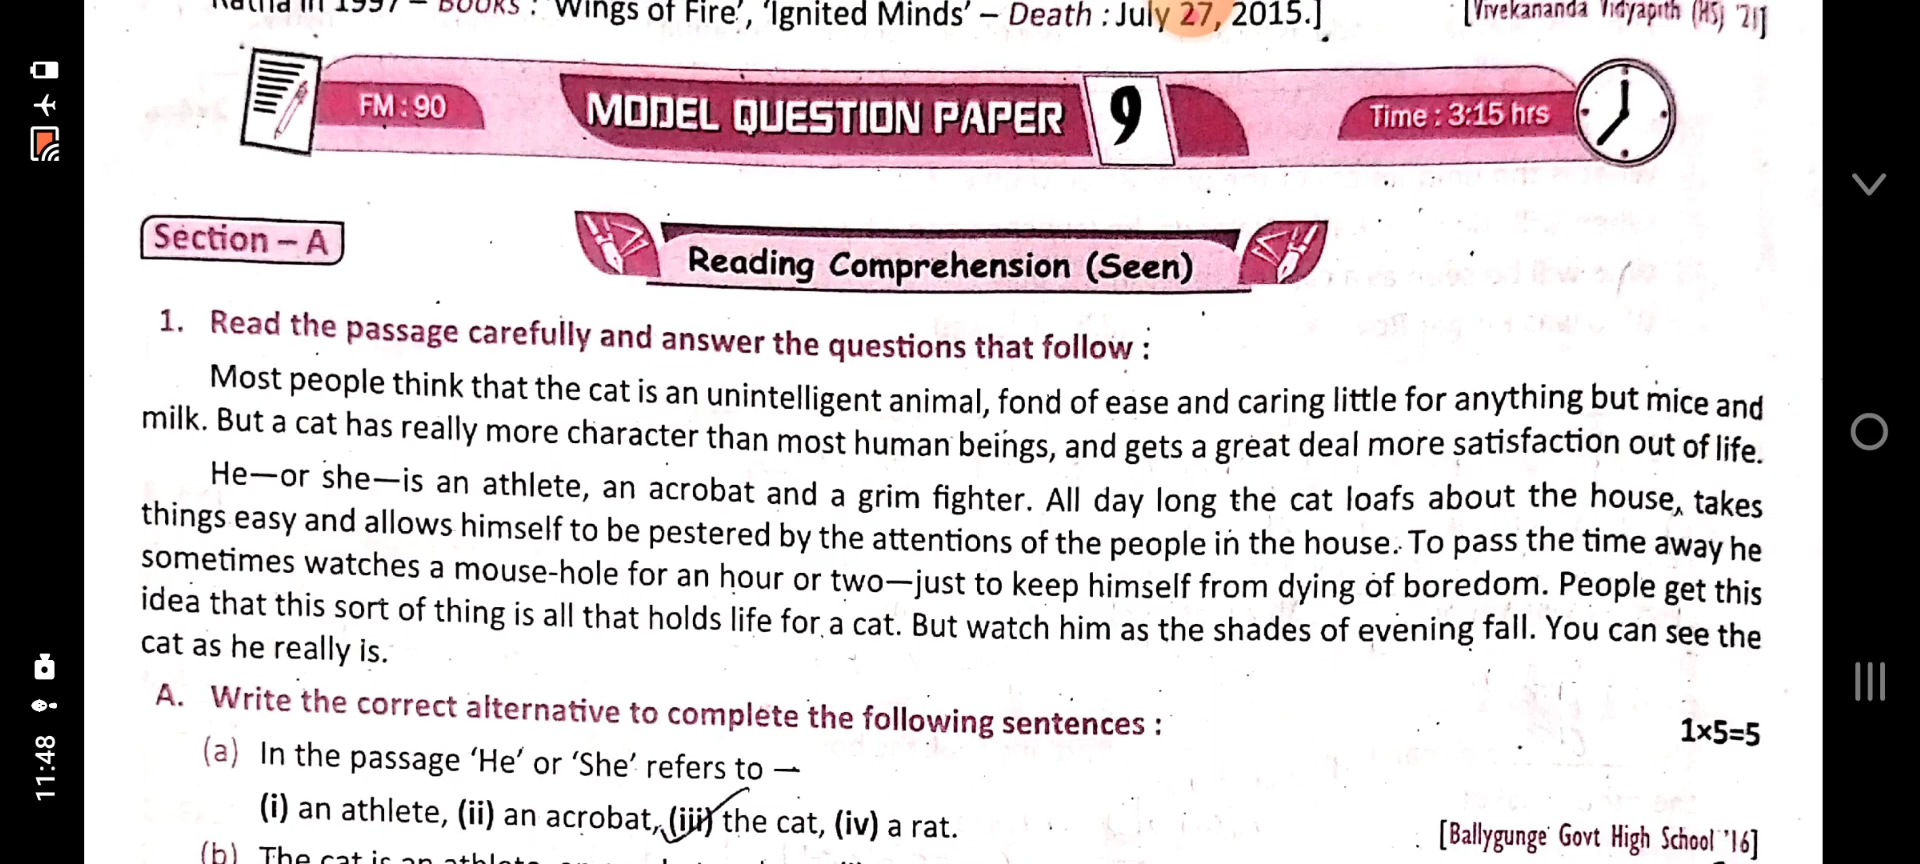 in 1997 – BOOKS : 'Wings of Fire', 'Ignited Minds' – Death : July 27, 2015.]
[Vivekananda Vidyapith (HS) '21]
FM : 90
MODEL QUESTION PAPER 9
Time : 3:15 hrs
Section – A
Reading Comprehension (Seen)
1. Read the passage carefully and answer the questions that follow :
Most people think that the cat is an unintelligent animal, fond of ease and caring little for anything but mice and
milk. But a cat has really more character than most human beings, and gets a great deal more satisfaction out of life.
He—or she—is an athlete, an acrobat and a grim fighter. All day long the cat loafs about the house, takes
things easy and allows himself to be pestered by the attentions of the people in the house. To pass the time away he
sometimes watches a mouse-hole for an hour or two—just to keep himself from dying of boredom. People get this
idea that this sort of thing is all that holds life for a cat. But watch him as the shades of evening fall. You can see the
cat as he really is.
A. Write the correct alternative to complete the following sentences :
1×5=5
(a) In the passage 'He' or 'She' refers to —
(i) an athlete, (ii) an acrobat, (iii) the cat, (iv) a rat.
[Ballygunge Govt High School '16]
(b) The cat is an
11:48